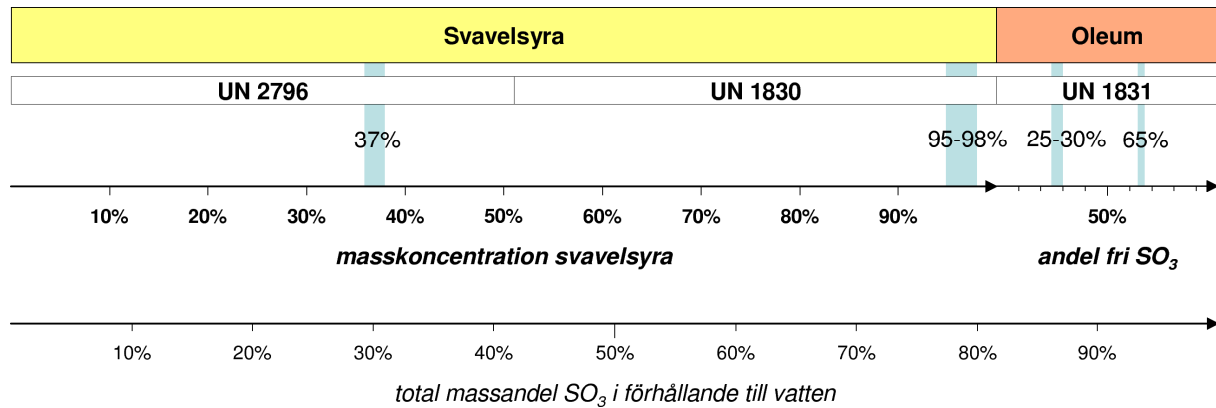 Svavelsyra Oleum
UN 2796 UN 1830 UN 1831
37% 95-98% 25-30% 65%
10% 20% 30% 40% 50% 60% 70% 80% 90% 50%
masskoncentration svavelsyra andel fri SO₃
10% 20% 30% 40% 50% 60% 70% 80% 90%
total massandel SO₃ i förhållande till vatten